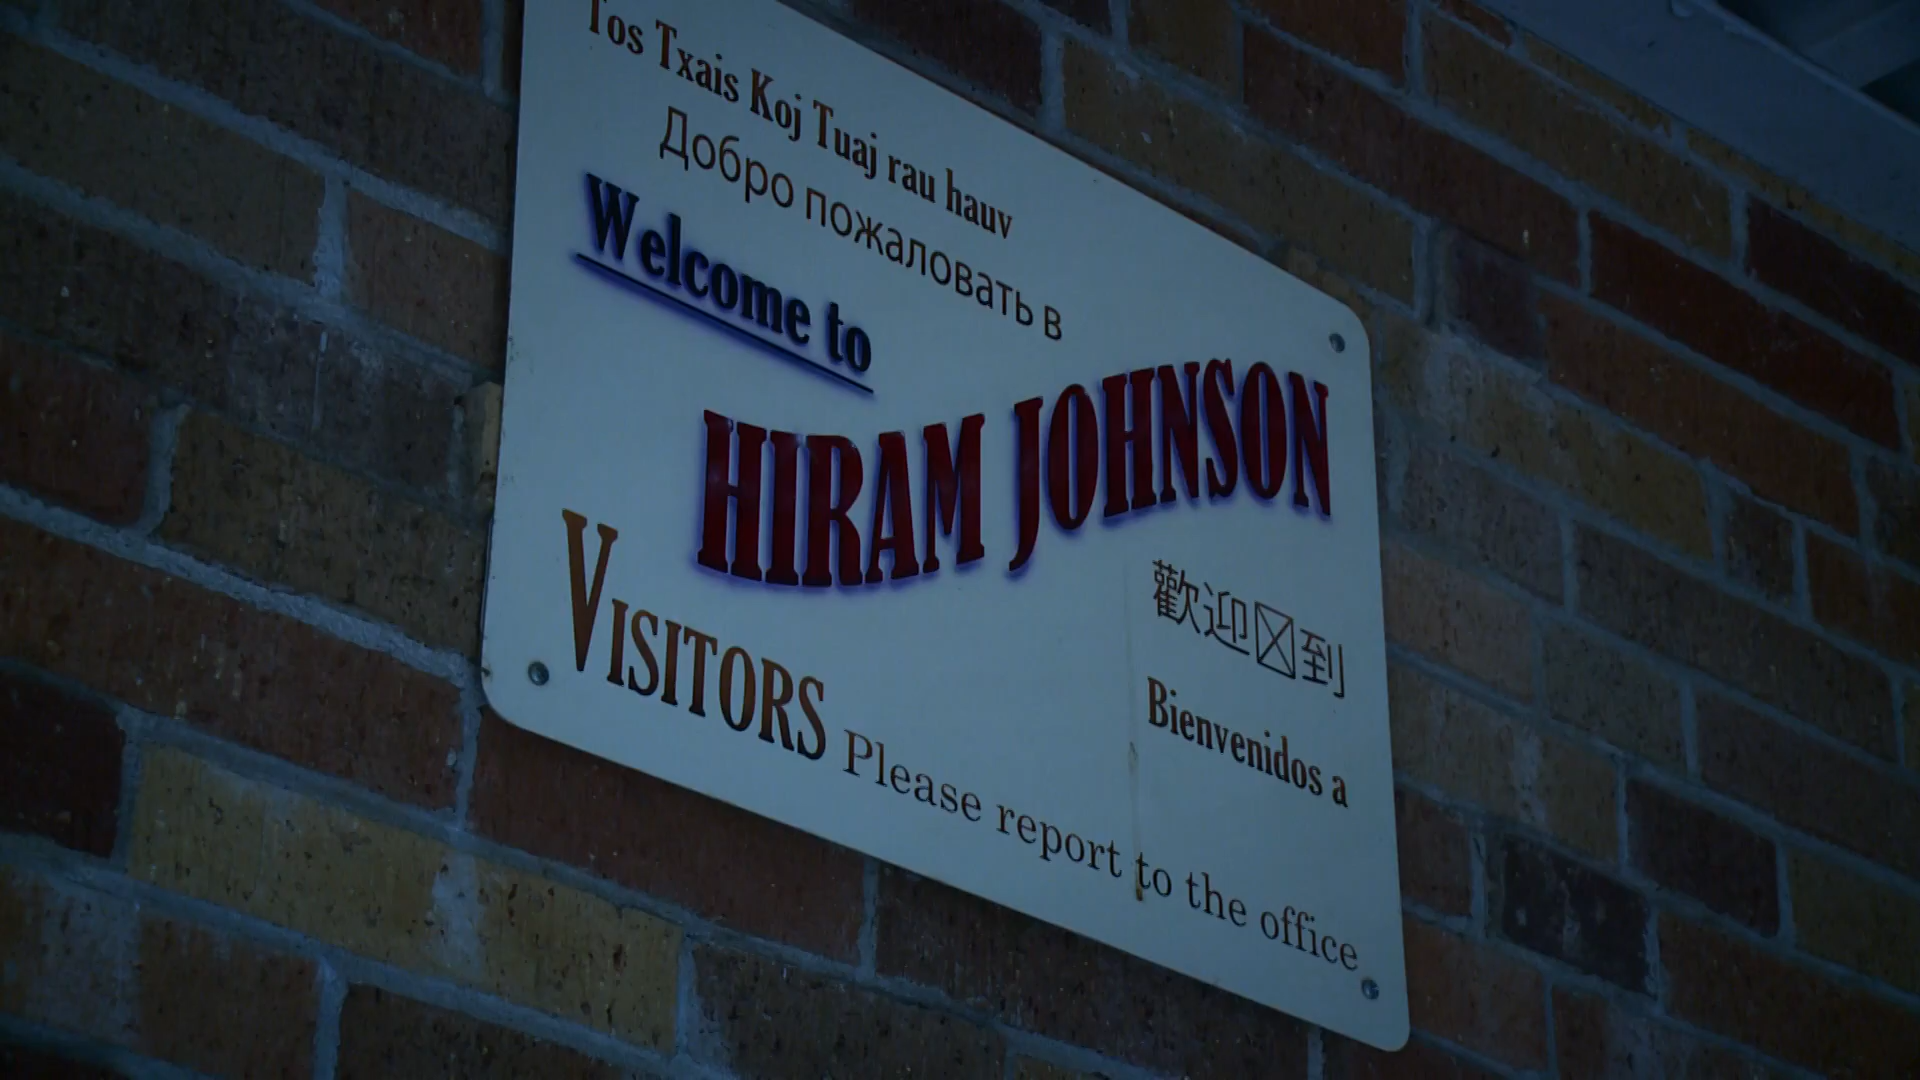 Tos Txais Koj Tuaj rau hauv
Добро пожаловать в
Welcome to
HIRAM JOHNSON
歡迎☒到
Bienvenidos a
VISITORS Please report to the office